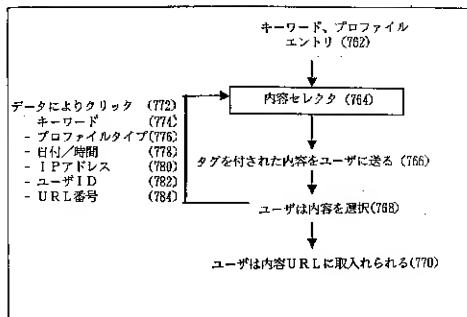 キーワード、プロファイル
エントリ (762)
内容セレクタ (764)
データによりクリッタ (772)
キーワード (774)
- プロファイルタイプ(776)
- 日付／時間 (778)
- ＩＰアドレス (780)
- ユーザＩＤ (782)
- ＵＲＬ番号 (784)
タグを付された内容をユーザに送る (766)
ユーザは内容を選択(768)
ユーザは内容ＵＲＬに取入れられる(770)